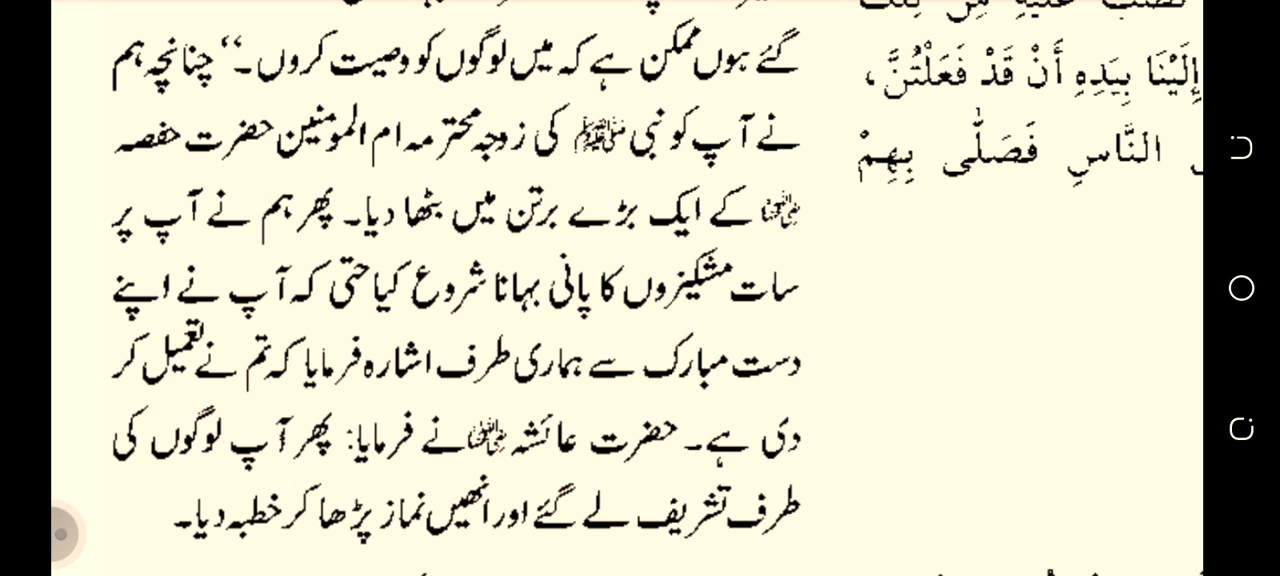 إِلَيْنَا بِيَدِهِ أَنْ قَدْ فَعَلْتُنَّ،
النَّاسِ فَصَلَّى بِهِمْ
گئے ہوں ممکن ہے کہ میں لوگوں کو وصیت کروں۔“ چنانچہ ہم
نے آپ کو نبی ﷺ کی زوجہ محترمہ ام المومنین حضرت حفصہ
رضی اللہ عنہا کے ایک بڑے برتن میں بٹھا دیا۔ پھر ہم نے آپ پر
سات مشکیزوں کا پانی بہانا شروع کیا حتی کہ آپ نے اپنے
دست مبارک سے ہماری طرف اشارہ فرمایا کہ تم نے تعمیل کر
دی ہے۔ حضرت عائشہ رضی اللہ عنہا نے فرمایا: پھر آپ لوگوں کی
طرف تشریف لے گئے اور انھیں نماز پڑھا کر خطبہ دیا۔